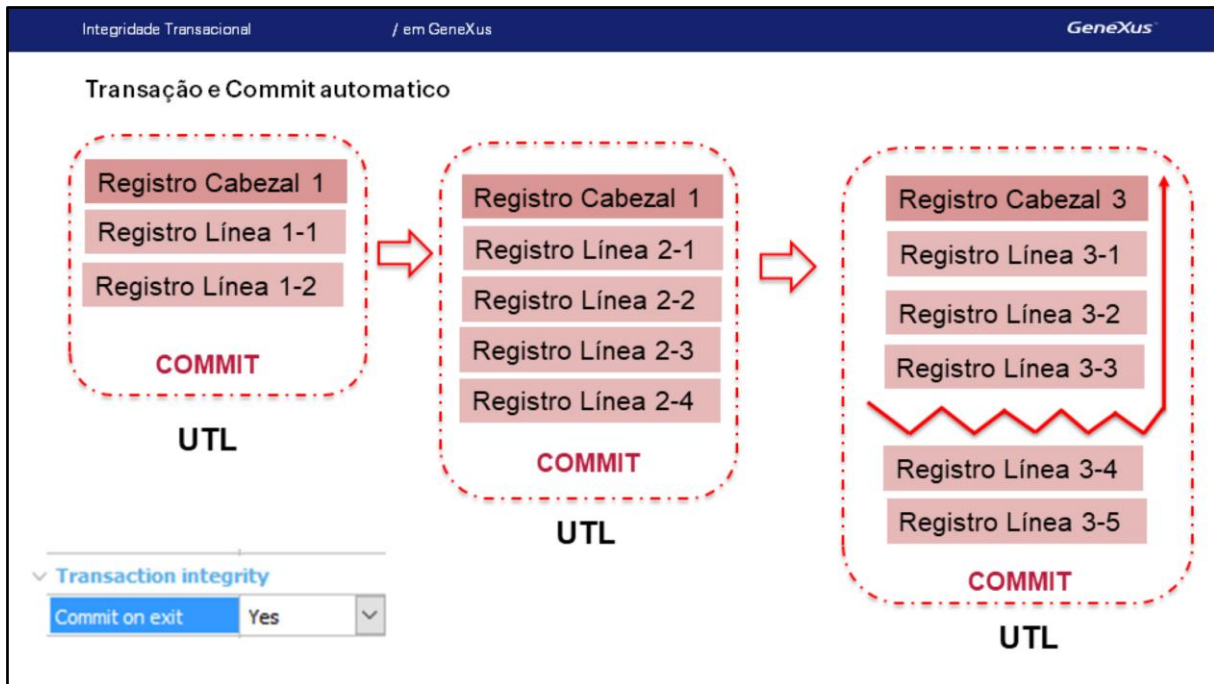 Integridade Transacional / em GeneXus GeneXus
Transação e Commit automatico
Registro Cabezal 1
Registro Línea 1-1
Registro Línea 1-2
COMMIT
UTL
Registro Cabezal 1
Registro Línea 2-1
Registro Línea 2-2
Registro Línea 2-3
Registro Línea 2-4
COMMIT
UTL
Registro Cabezal 3
Registro Línea 3-1
Registro Línea 3-2
Registro Línea 3-3
Registro Línea 3-4
Registro Línea 3-5
COMMIT
UTL
Transaction integrity
Commit on exit Yes